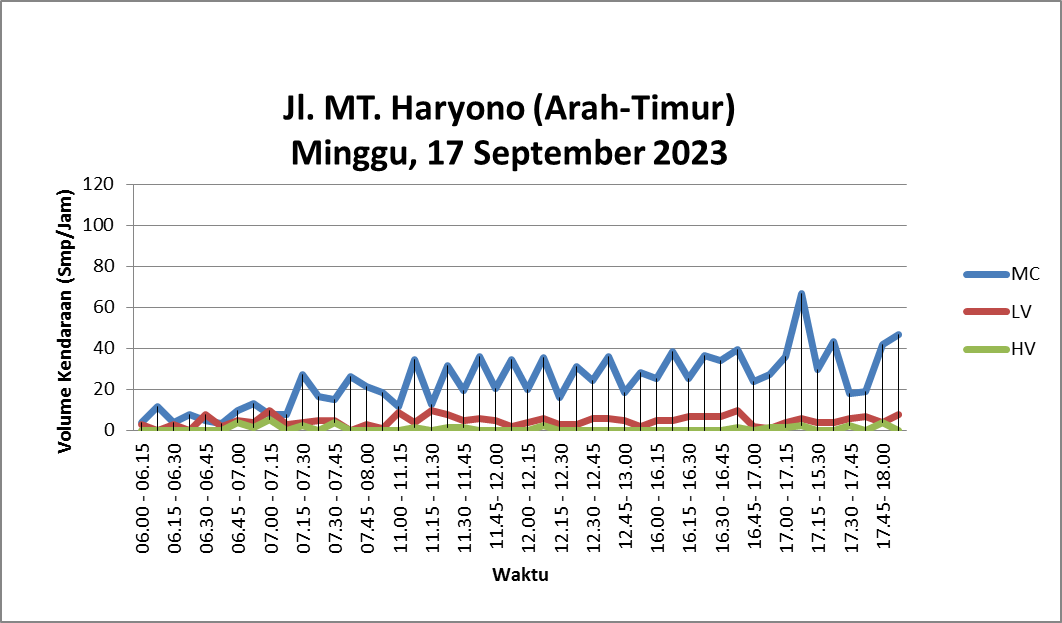 Jl. MT. Haryono (Arah-Timur)
Minggu, 17 September 2023
Volume Kendaraan (Smp/Jam)
120
100
80
60
40
20
0
06.00 - 06.15
06.15 - 06.30
06.30 - 06.45
06.45 - 07.00
07.00 - 07.15
07.15 - 07.30
07.30 - 07.45
07.45 - 08.00
11.00 - 11.15
11.15 - 11.30
11.30 - 11.45
11.45- 12.00
12.00 - 12.15
12.15 - 12.30
12.30 - 12.45
12.45- 13.00
16.00 - 16.15
16.15 - 16.30
16.30 - 16.45
16.45- 17.00
17.00 - 17.15
17.15 - 15.30
17.30 - 17.45
17.45- 18.00
Waktu
MC
LV
HV